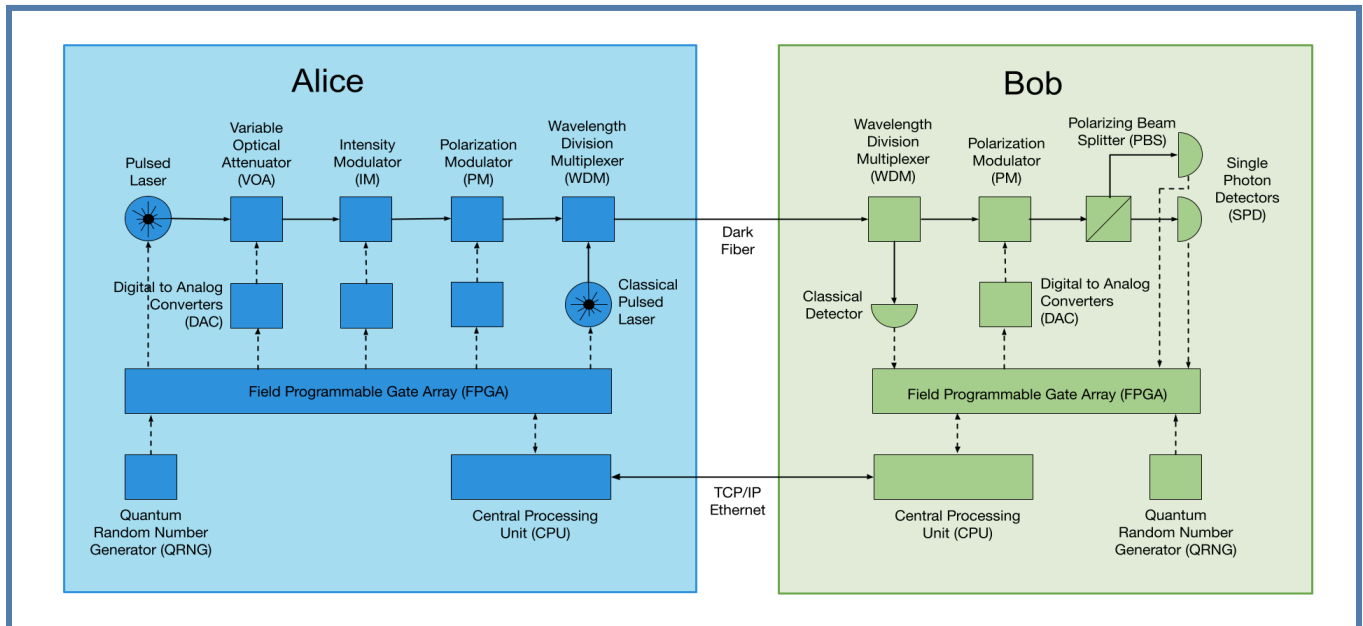 Alice
Bob
Pulsed
Laser
Variable
Optical
Attenuator
(VOA)
Intensity
Modulator
(IM)
Polarization
Modulator
(PM)
Wavelength
Division
Multiplexer
(WDM)
Digital to Analog
Converters
(DAC)
Classical
Pulsed
Laser
Field Programmable Gate Array (FPGA)
Quantum
Random Number
Generator (QRNG)
Central Processing
Unit (CPU)
Dark
Fiber
TCP/IP
Ethernet
Wavelength
Division
Multiplexer
(WDM)
Polarization
Modulator
(PM)
Polarizing Beam
Splitter (PBS)
Single
Photon
Detectors
(SPD)
Classical
Detector
Digital to Analog
Converters
(DAC)
Field Programmable Gate Array (FPGA)
Central Processing
Unit (CPU)
Quantum
Random Number
Generator (QRNG)